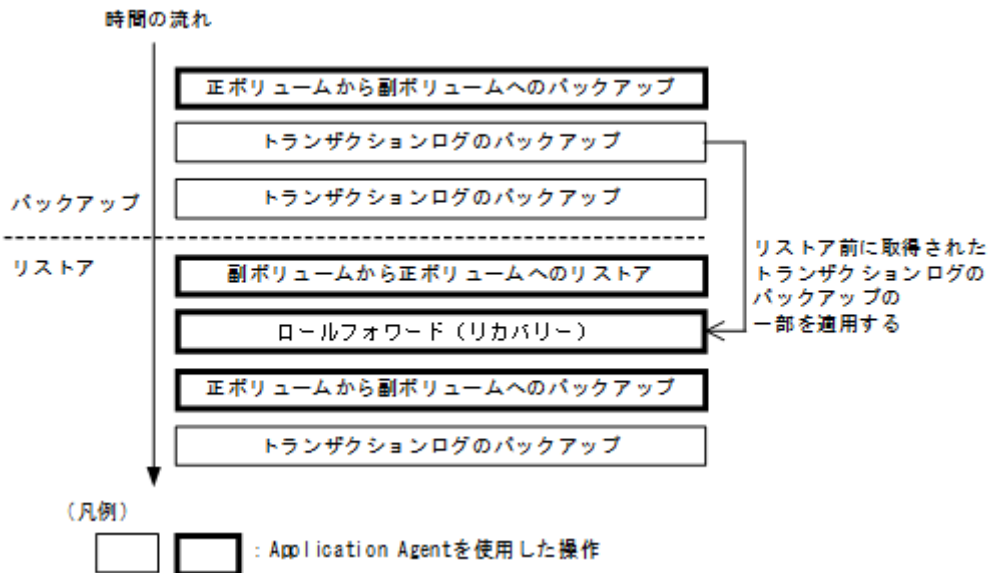 時間の流れ
正ボリュームから副ボリュームへのバックアップ
トランザクションログのバックアップ
トランザクションログのバックアップ
バックアップ
リストア
副ボリュームから正ボリュームへのリストア
ロールフォワード（リカバリー）
正ボリュームから副ボリュームへのバックアップ
トランザクションログのバックアップ
リストア前に取得された
トランザクションログの
バックアップの
一部を適用する
（凡例）
：Application Agentを使用した操作